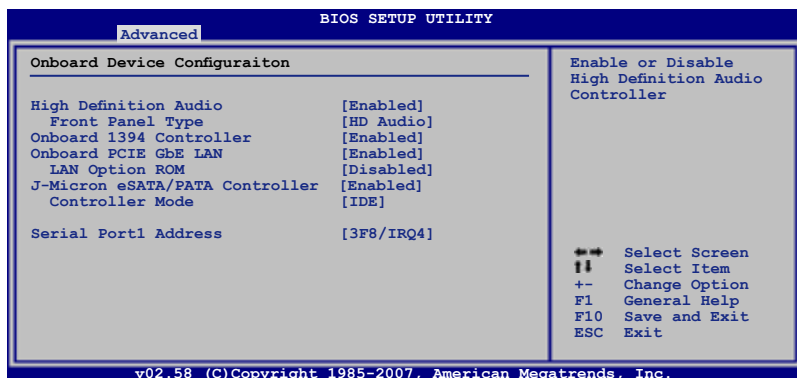 BIOS SETUP UTILITY
Advanced
Onboard Device Configuraiton
High Definition Audio [Enabled]
Front Panel Type [HD Audio]
Onboard 1394 Controller [Enabled]
Onboard PCIE GbE LAN [Enabled]
LAN Option ROM [Disabled]
J-Micron eSATA/PATA Controller [Enabled]
Controller Mode [IDE]
Serial Port1 Address [3F8/IRQ4]
Enable or Disable
High Definition Audio
Controller
Select Screen
Select Item
+- Change Option
F1 General Help
F10 Save and Exit
ESC Exit
v02.58 (C)Copyright 1985-2007, American Megatrends, Inc.